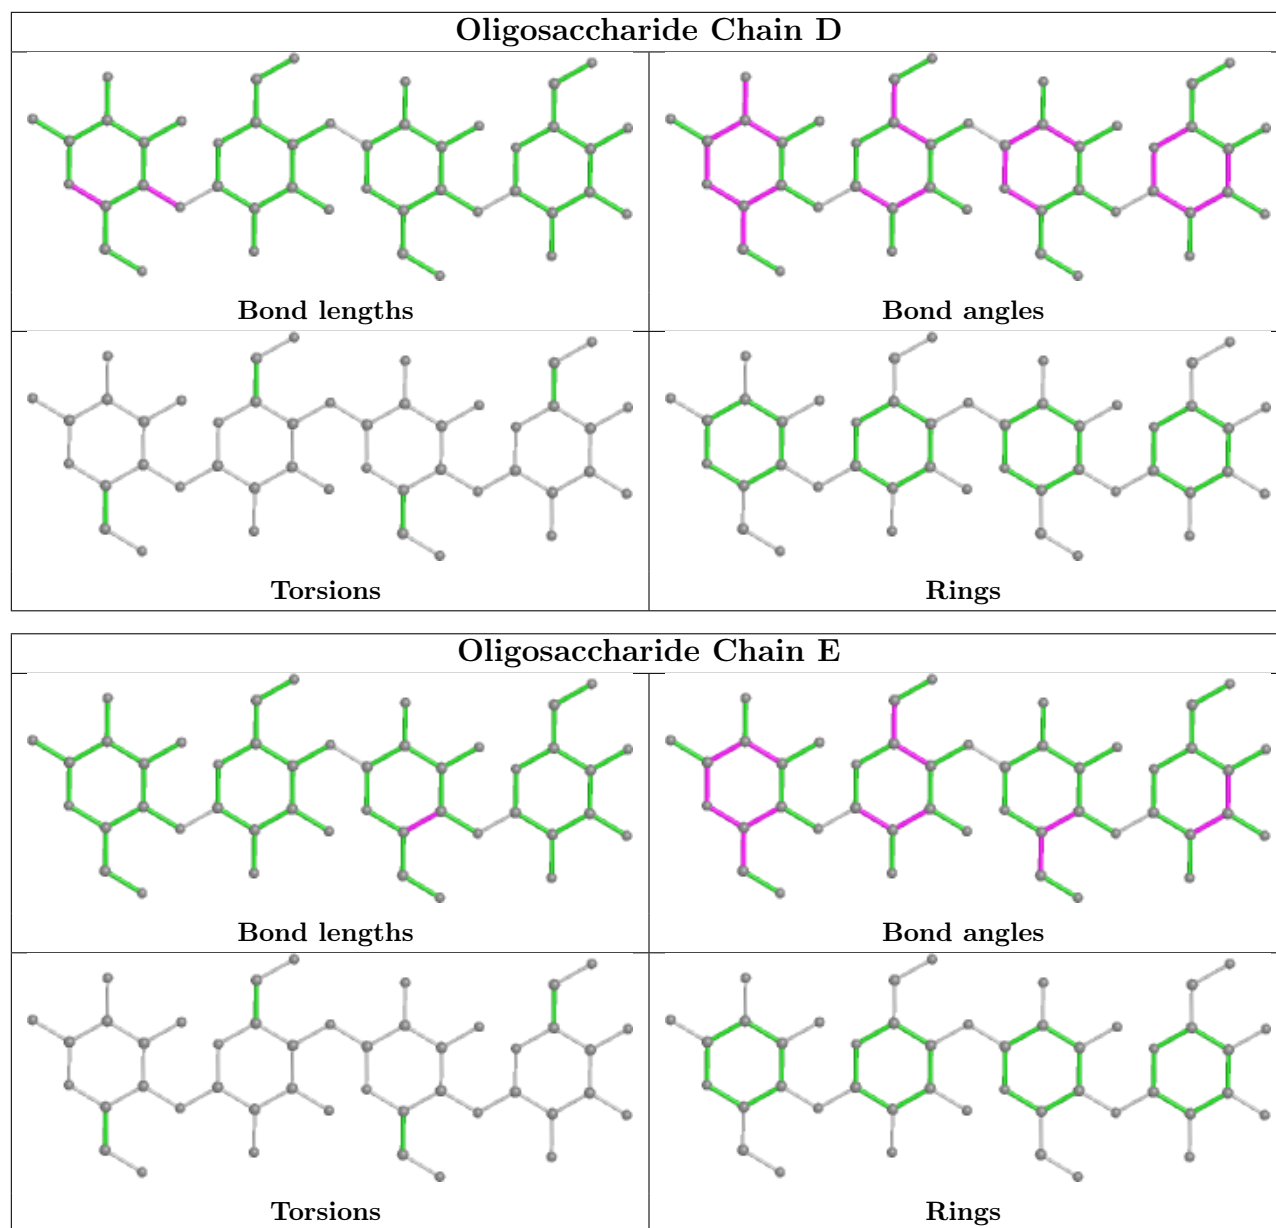 Oligosaccharide Chain D
Bond lengths
Bond angles
Torsions
Rings
Oligosaccharide Chain E
Bond lengths
Bond angles
Torsions
Rings